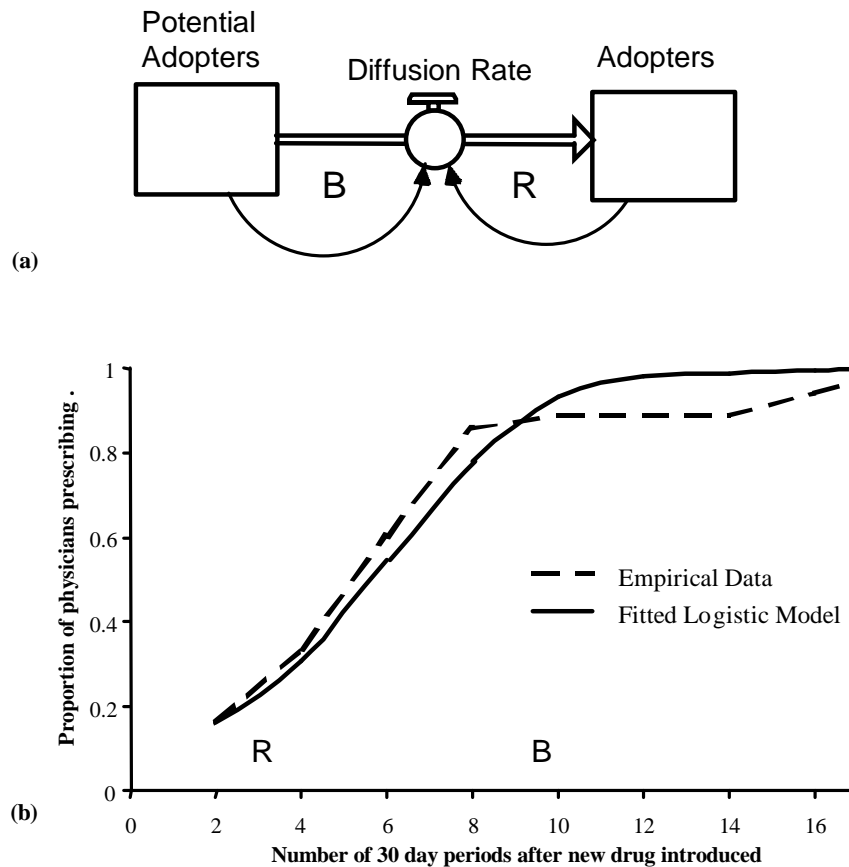 Potential
Adopters
Diffusion Rate
Adopters
B
R
(a)
Proportion of physicians prescribing .
1
0.8
0.6
0.4
0.2
0
Empirical Data
Fitted Logistic Model
R
B
(b)
0 2 4 6 8 10 12 14 16
Number of 30 day periods after new drug introduced